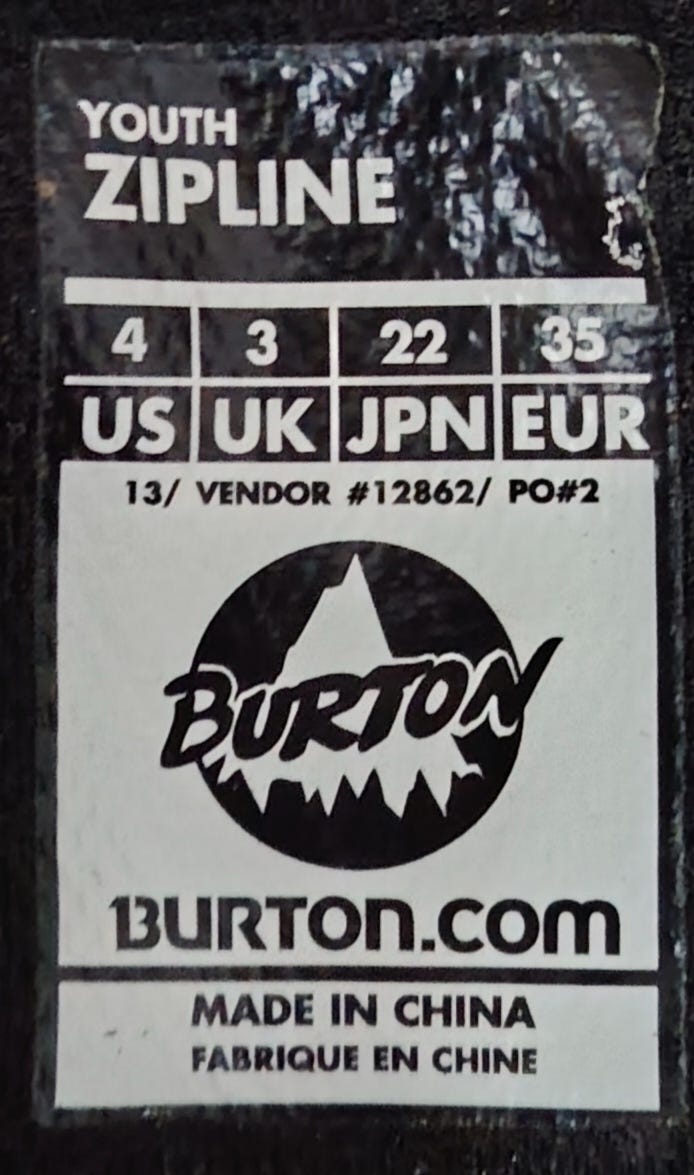 YOUTH
ZIPLINE
4 3 22 35
US UK JPN EUR
13/ VENDOR #12862/ PO#2
BURTON
BURTON.COM
MADE IN CHINA
FABRIQUE EN CHINE